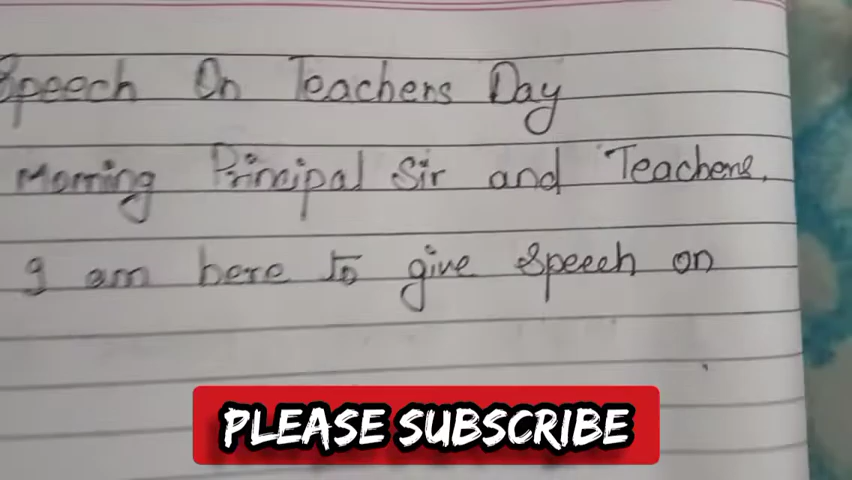 Speech On Teachers Day
Morning Principal Sir and Teachers.
I am here to give speech on
PLEASE SUBSCRIBE